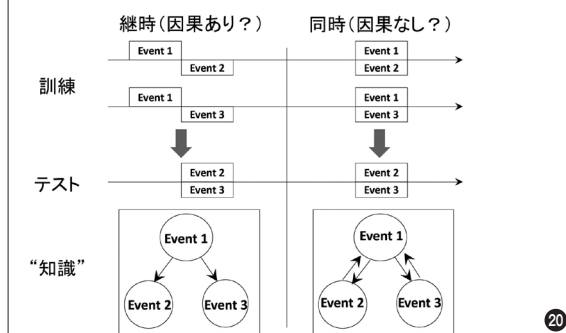 継時(因果あり?)
同時(因果なし?)
訓練
Event 1
Event 2
Event 1
Event 2
Event 1
Event 3
Event 1
Event 3
テスト
Event 2
Event 3
Event 2
Event 3
“知識”
Event 1
Event 2
Event 3
Event 1
Event 2
Event 3
20